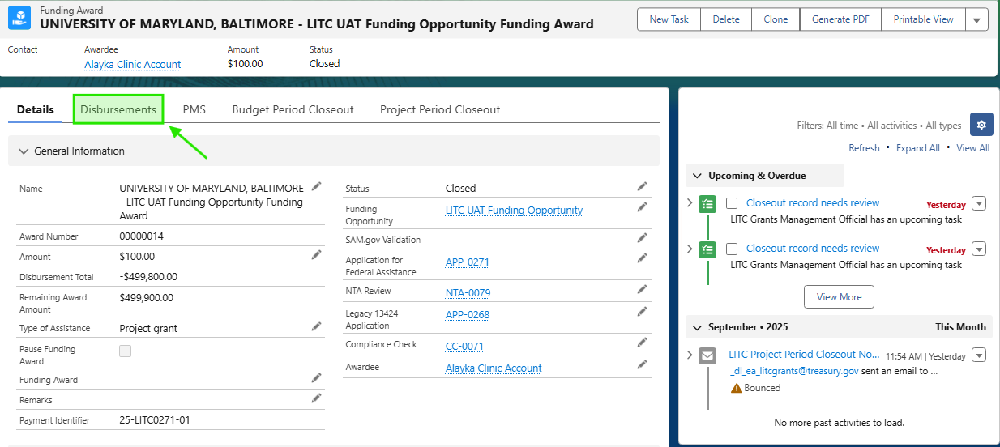 Funding Award
UNIVERSITY OF MARYLAND, BALTIMORE - LITC UAT Funding Opportunity Funding Award
New Task
Delete
Clone
Generate PDF
Printable View
Contact
Awardee
Alayka Clinic Account
Amount
$100.00
Status
Closed
Details
Disbursements
PMS
Budget Period Closeout
Project Period Closeout
General Information
Name
UNIVERSITY OF MARYLAND, BALTIMORE
- LITC UAT Funding Opportunity Funding
Award
Award Number
00000014
Amount
$100.00
Disbursement Total
-$499,800.00
Remaining Award
Amount
$499,900.00
Type of Assistance
Project grant
Pause Funding
Award
Funding Award
Remarks
Payment Identifier
25-LITC0271-01
Status
Closed
Funding
Opportunity
LITC UAT Funding Opportunity
SAM.gov Validation
Application for
Federal Assistance
APP-0271
NTA Review
NTA-0079
Legacy 13424
Application
APP-0268
Compliance Check
CC-0071
Awardee
Alayka Clinic Account
Filters: All time • All activities • All types
Refresh • Expand All • View All
Upcoming & Overdue
Closeout record needs review
Yesterday
LITC Grants Management Official has an upcoming task
Closeout record needs review
Yesterday
LITC Grants Management Official has an upcoming task
View More
September • 2025
This Month
LITC Project Period Closeout No...
11:54 AM | Yesterday
_dl_ea_litcgrants@treasury.gov sent an email to ...
Bounced
No more past activities to load.